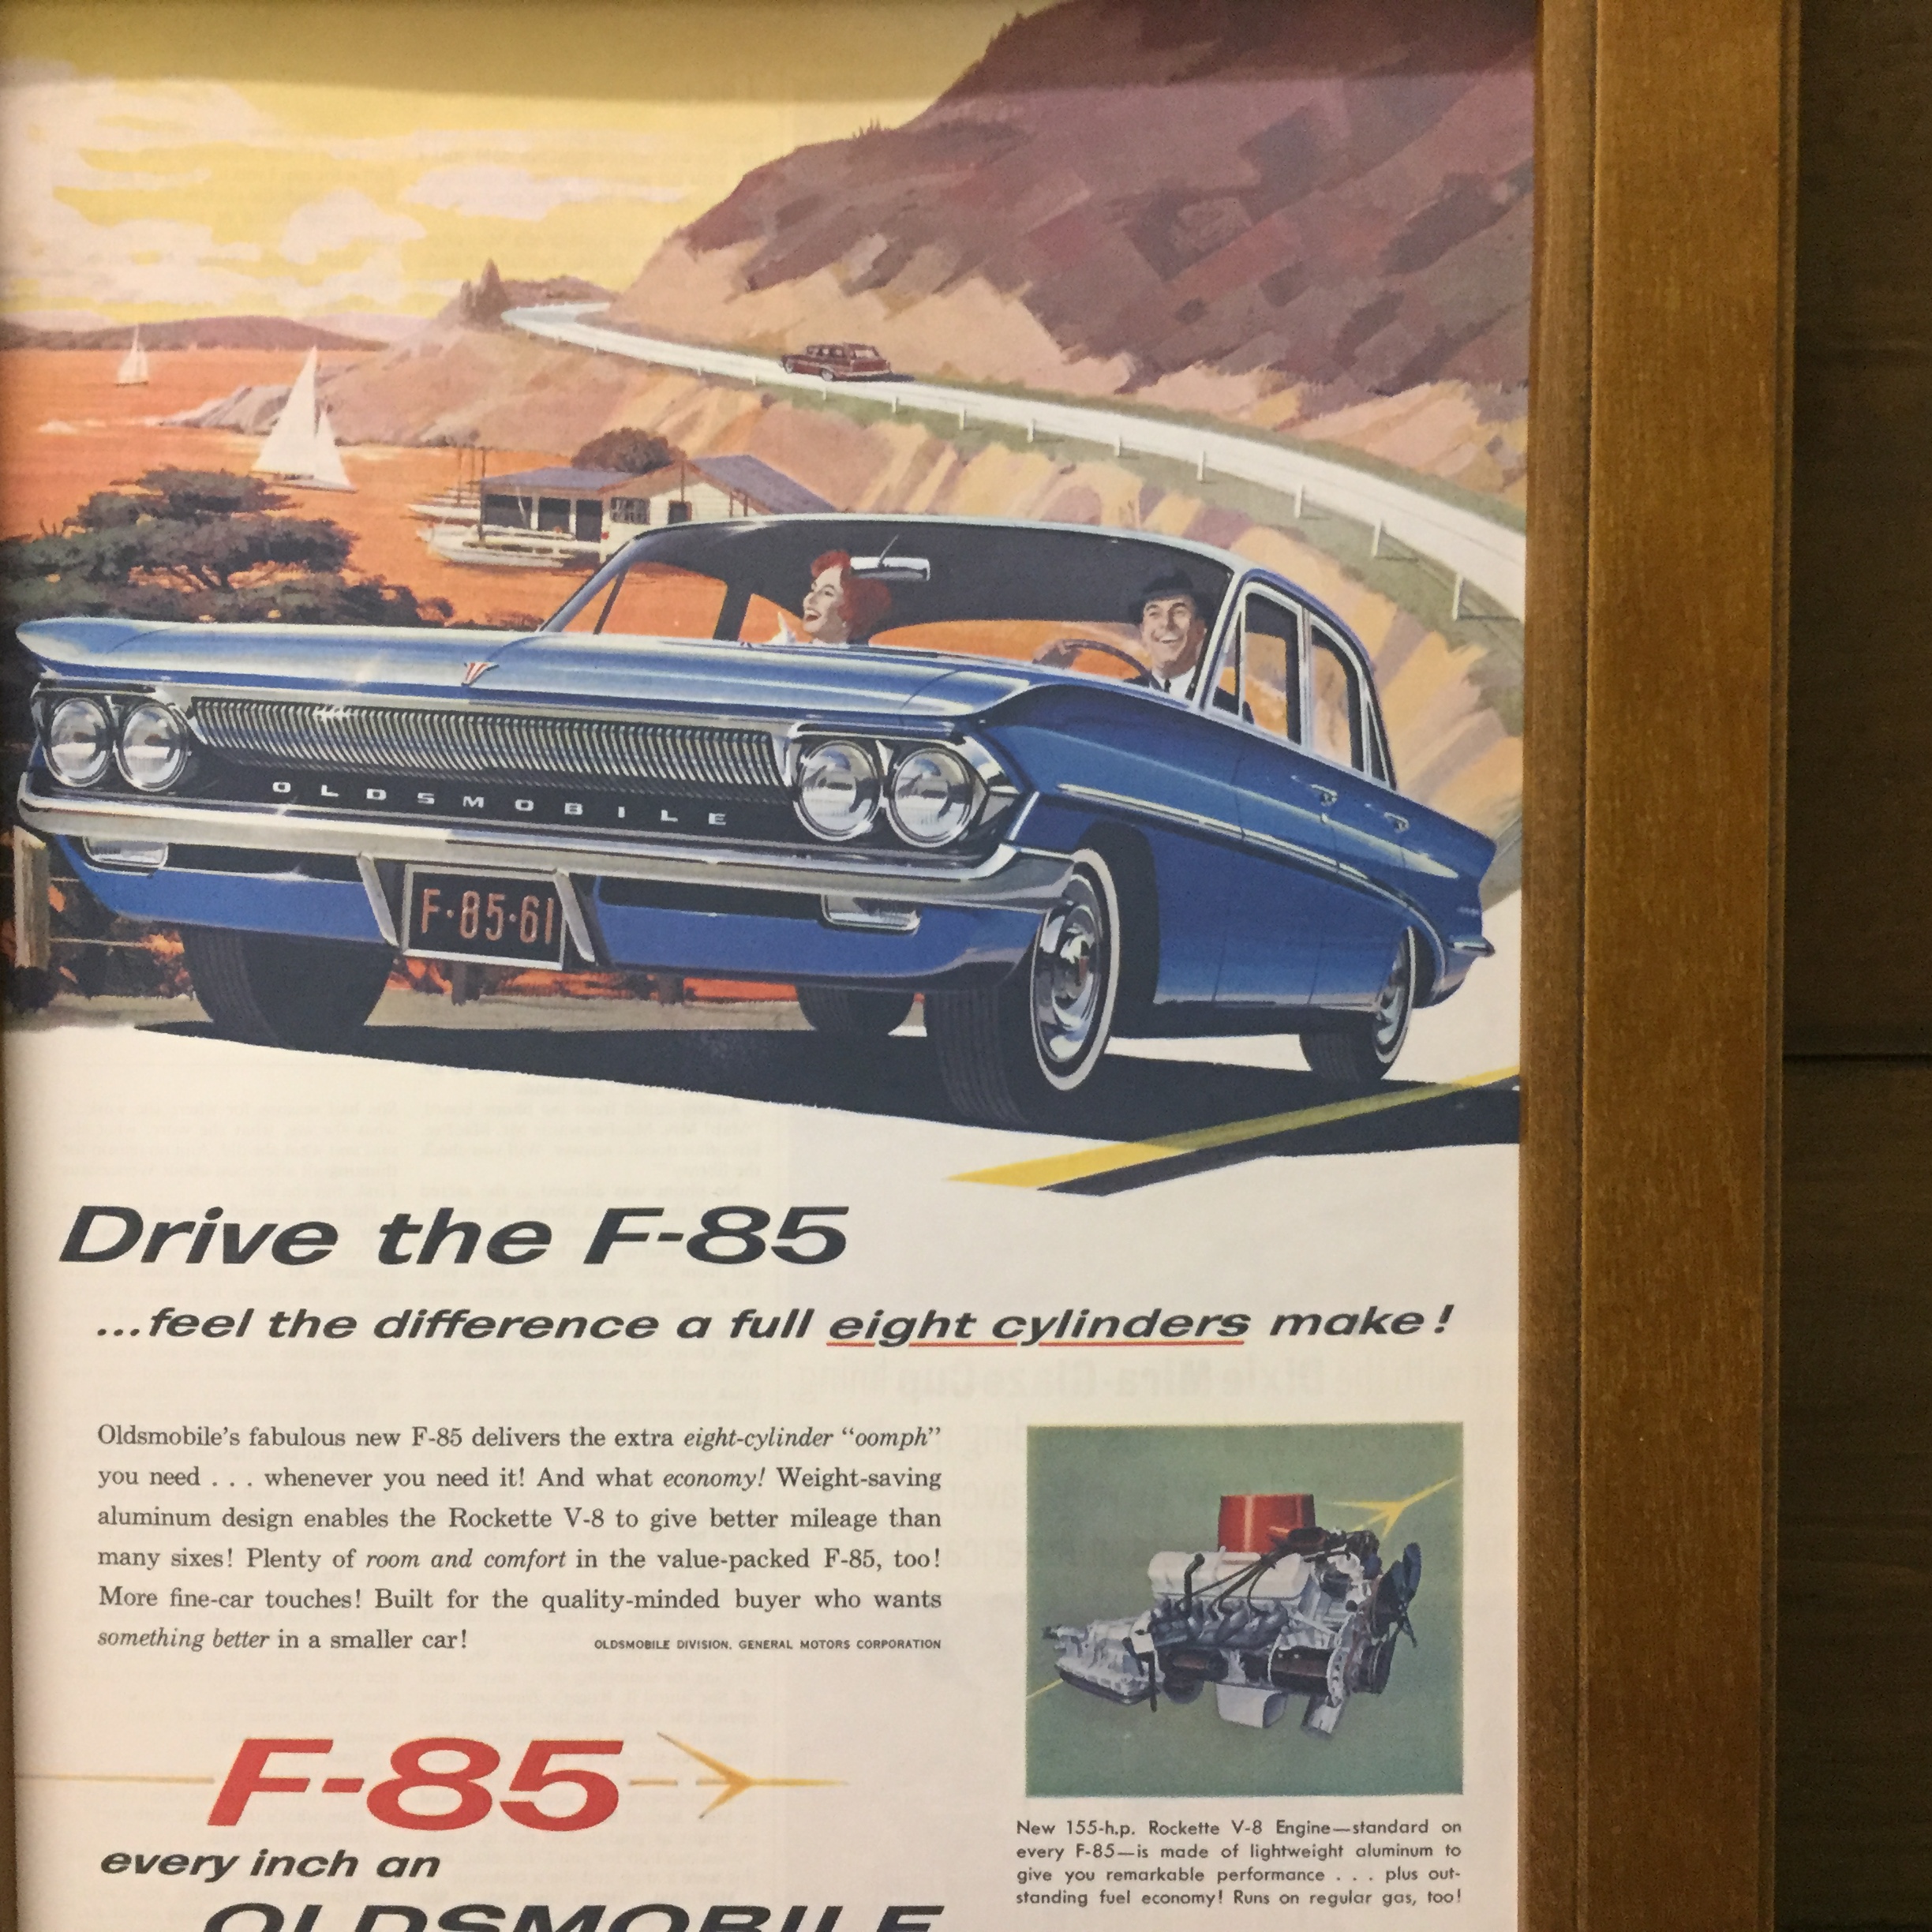 OLDSMOBILE
F·85·61
Drive the F-85
...feel the difference a full eight cylinders make!
Oldsmobile's fabulous new F-85 delivers the extra eight-cylinder “oomph”
you need . . . whenever you need it! And what economy! Weight-saving
aluminum design enables the Rockette V-8 to give better mileage than
many sixes! Plenty of room and comfort in the value-packed F-85, too!
More fine-car touches! Built for the quality-minded buyer who wants
something better in a smaller car!
OLDSMOBILE DIVISION, GENERAL MOTORS CORPORATION
F-85
every inch an
OLDSMOBILE
New 155-h.p. Rockette V-8 Engine—standard on
every F-85—is made of lightweight aluminum to
give you remarkable performance . . . plus out-
standing fuel economy! Runs on regular gas, too!